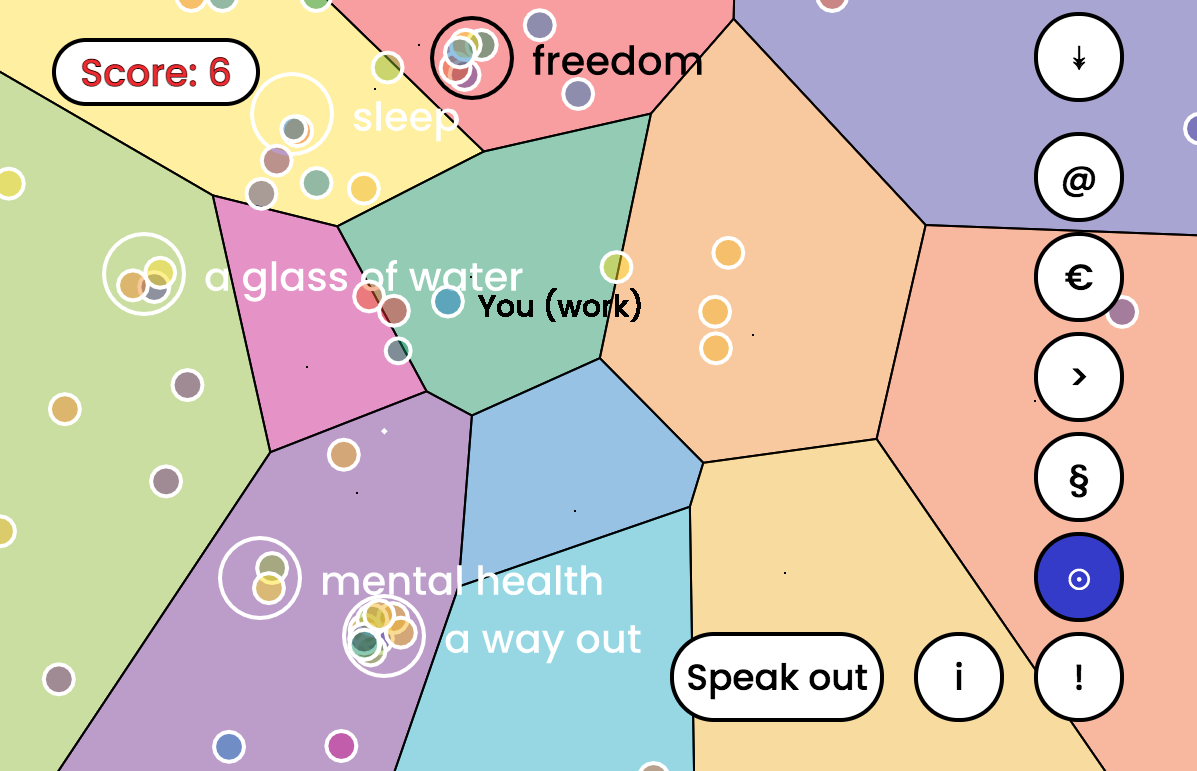 freedom
Score: 6
sleep
a glass of water
You (work)
mental health
a way out
↡
@
€
>
§
⊙
Speak out
i
!